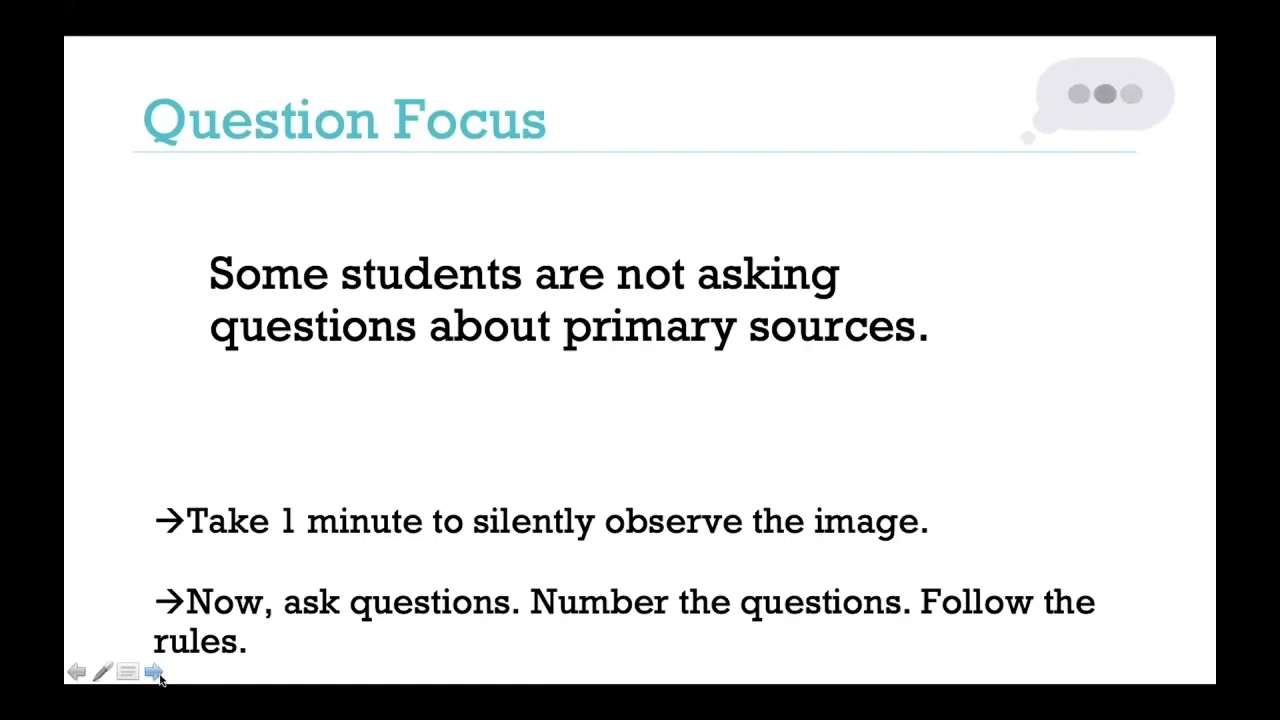 Question Focus
Some students are not asking
questions about primary sources.
→Take 1 minute to silently observe the image.
→Now, ask questions. Number the questions. Follow the
rules.